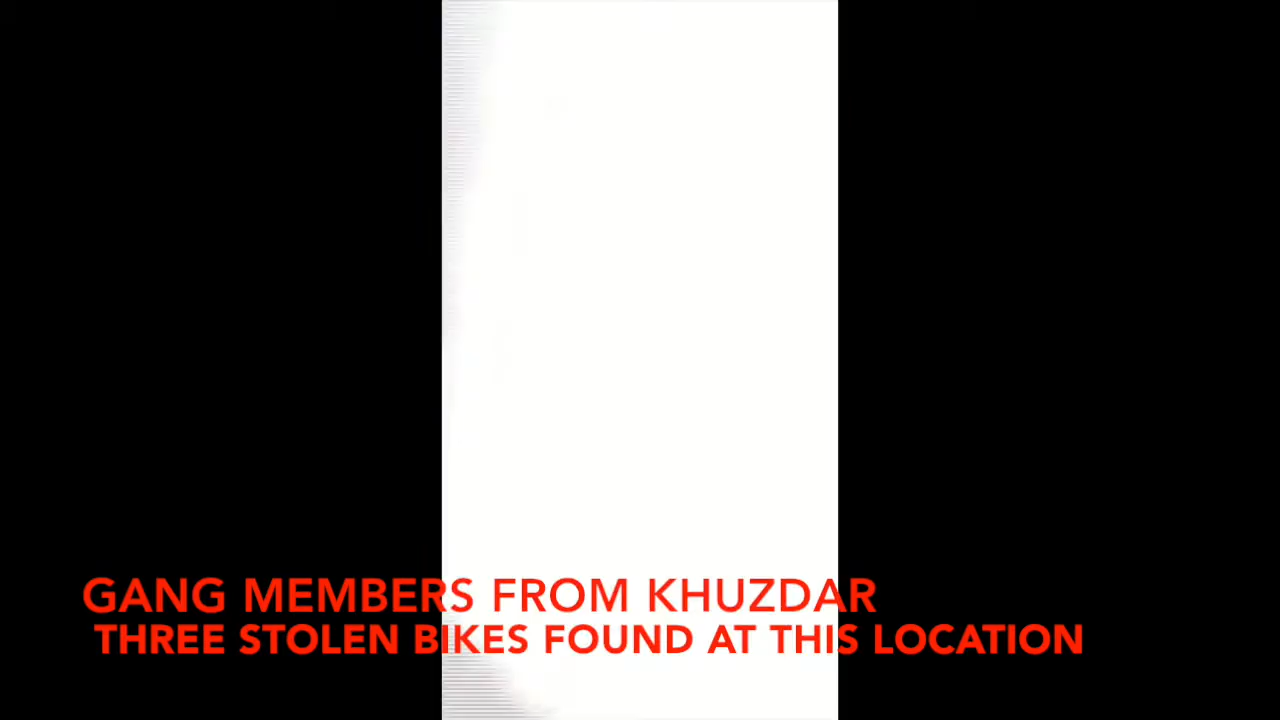 GANG MEMBERS FROM KHUZDAR
THREE STOLEN BIKES FOUND AT THIS LOCATION